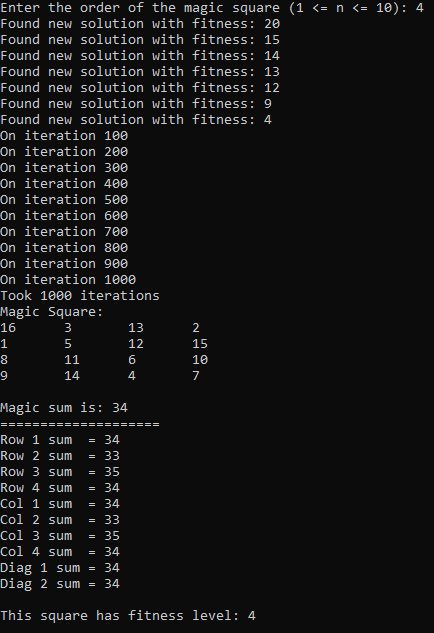 Enter the order of the magic square (1 <= n <= 10): 4
Found new solution with fitness: 20
Found new solution with fitness: 15
Found new solution with fitness: 14
Found new solution with fitness: 13
Found new solution with fitness: 12
Found new solution with fitness: 9
Found new solution with fitness: 4
On iteration 100
On iteration 200
On iteration 300
On iteration 400
On iteration 500
On iteration 600
On iteration 700
On iteration 800
On iteration 900
On iteration 1000
Took 1000 iterations
Magic Square:
16      3       13      2
1       5       12      15
8       11      6       10
9       14      4       7
Magic sum is: 34
====================
Row 1 sum  = 34
Row 2 sum  = 33
Row 3 sum  = 35
Row 4 sum  = 34
Col 1 sum  = 34
Col 2 sum  = 33
Col 3 sum  = 35
Col 4 sum  = 34
Diag 1 sum = 34
Diag 2 sum = 34
This square has fitness level: 4